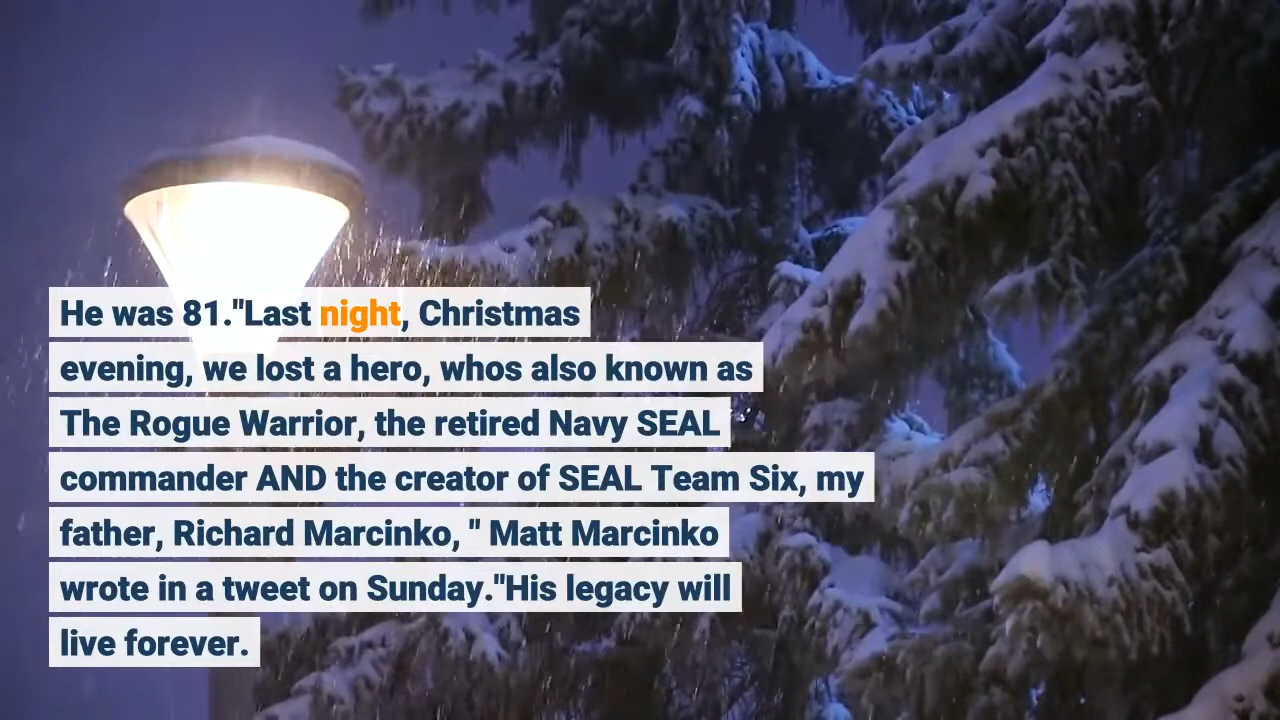 He was 81."Last night, Christmas
evening, we lost a hero, whos also known as
The Rogue Warrior, the retired Navy SEAL
commander AND the creator of SEAL Team Six, my
father, Richard Marcinko, " Matt Marcinko
wrote in a tweet on Sunday."His legacy will
live forever.